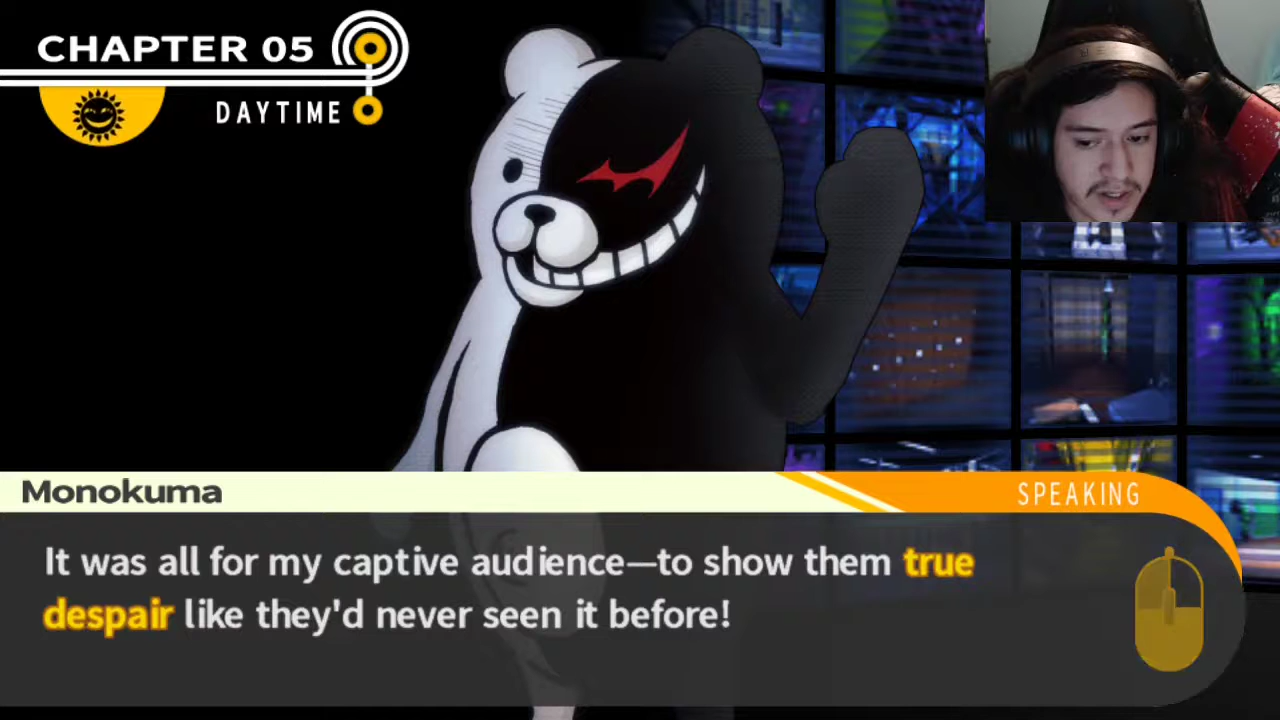 CHAPTER 05
DAYTIME
Monokuma
SPEAKING
It was all for my captive audience—to show them true
despair like they'd never seen it before!